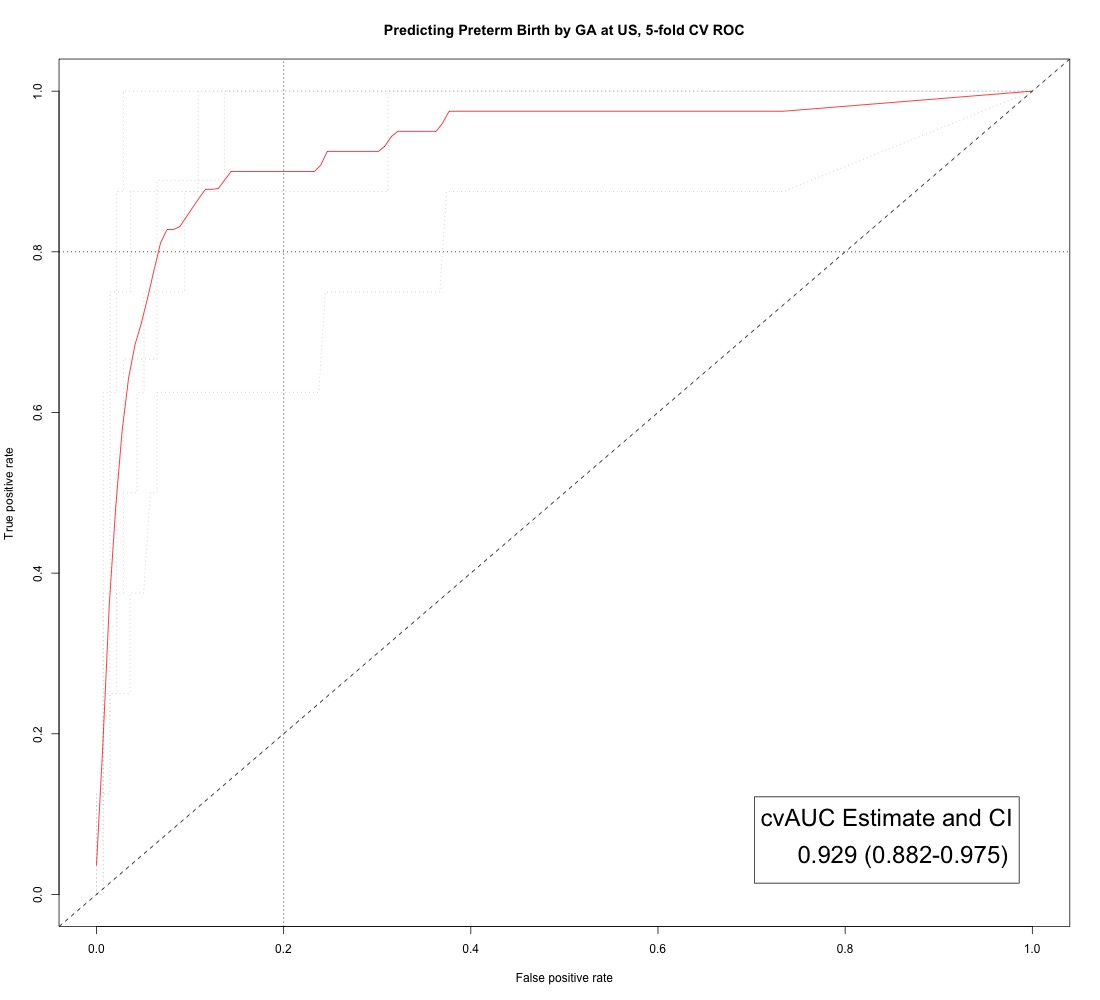 Predicting Preterm Birth by GA at US, 5-fold CV ROC
1.0
0.8
0.6
0.4
0.2
0.0
True positive rate
cvAUC Estimate and CI
0.929 (0.882-0.975)
0.0 0.2 0.4 0.6 0.8 1.0
False positive rate